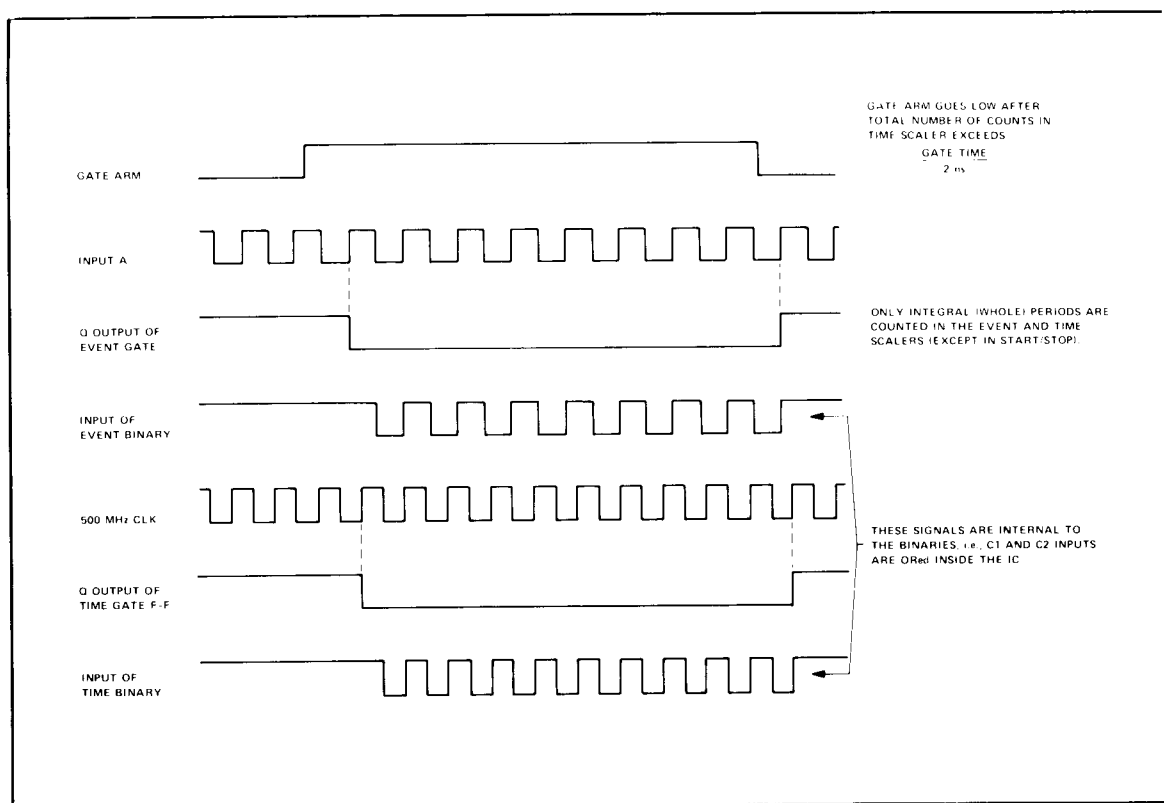 GATE ARM GOES LOW AFTER
TOTAL NUMBER OF COUNTS IN
TIME SCALER EXCEEDS
GATE TIME
2 ns
GATE ARM
INPUT A
Q OUTPUT OF
EVENT GATE
ONLY INTEGRAL (WHOLE) PERIODS ARE
COUNTED IN THE EVENT AND TIME
SCALERS (EXCEPT IN START/STOP).
INPUT OF
EVENT BINARY
500 MHz CLK
THESE SIGNALS ARE INTERNAL TO
THE BINARIES, i.e., C1 AND C2 INPUTS
ARE ORed INSIDE THE IC
Q OUTPUT OF
TIME GATE F-F
INPUT OF
TIME BINARY